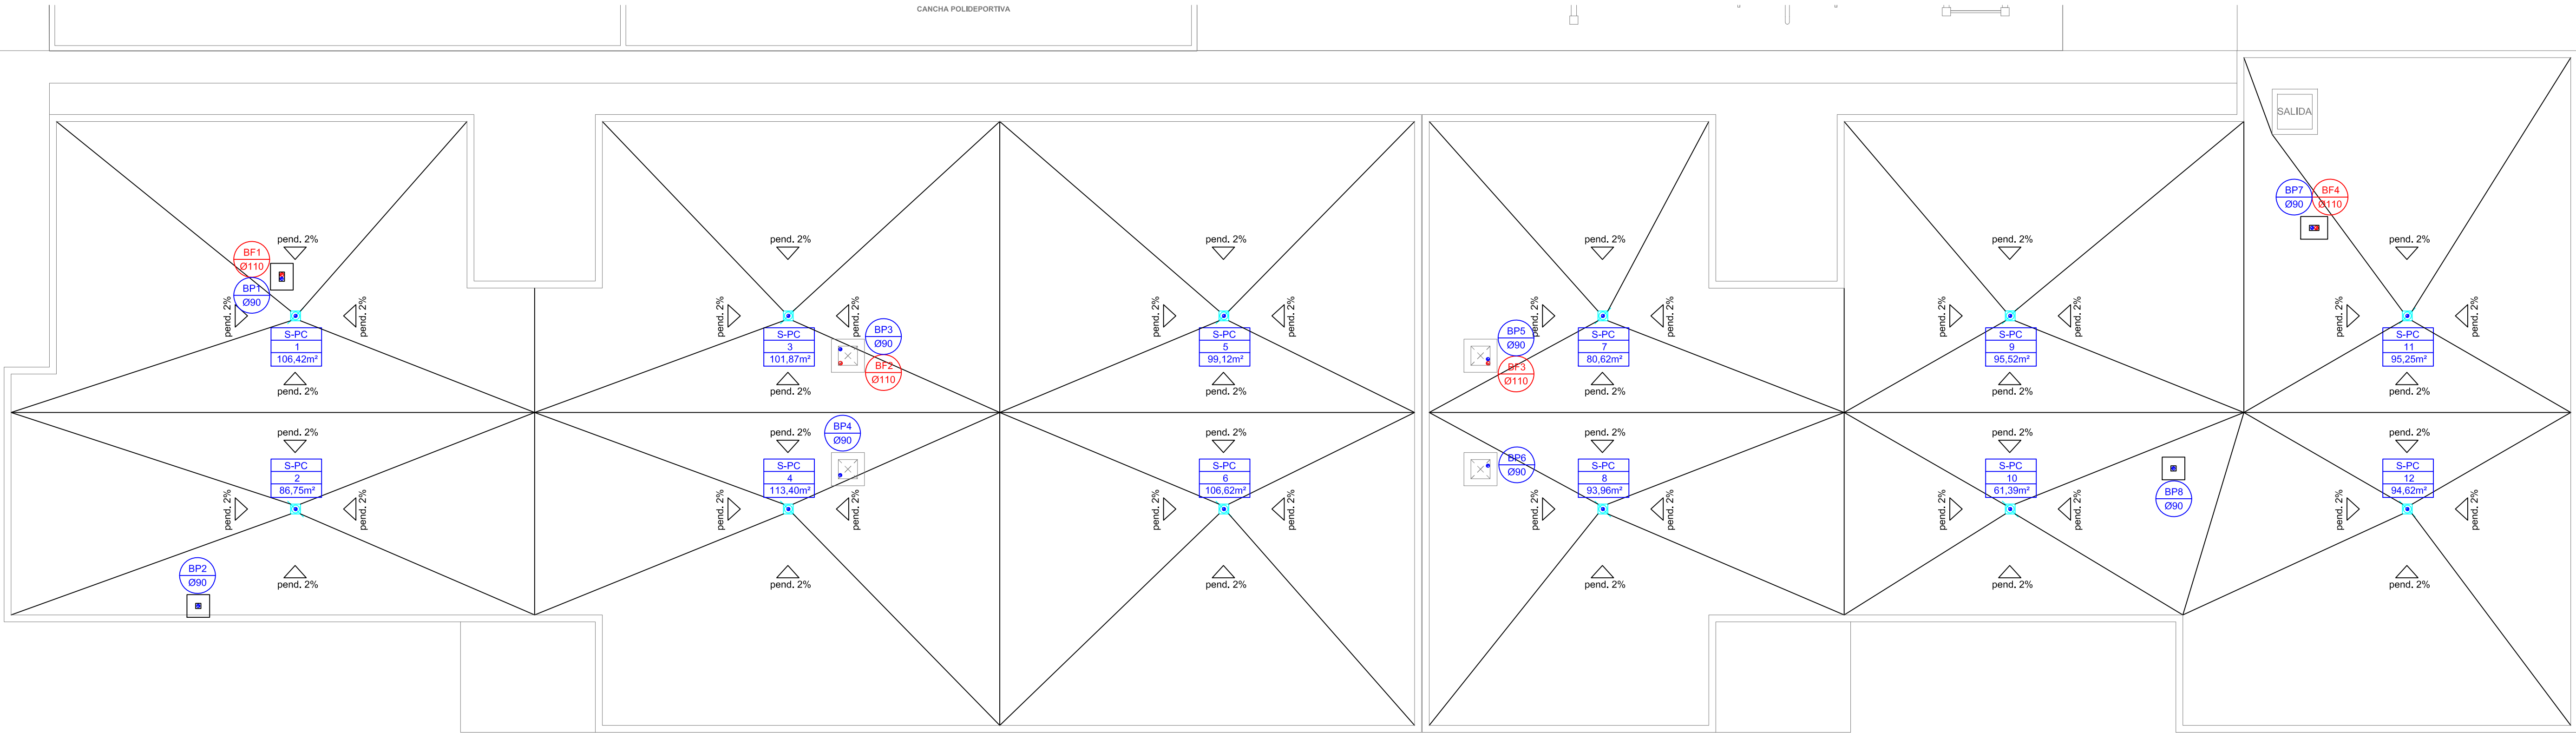 CANCHA POLIDEPORTIVA
SALIDA
BP7
Ø90
BF4
Ø110
BF1
Ø110
BP1
Ø90
pend. 2%
pend. 2%
pend. 2%
S-PC
1
106,42m²
pend. 2%
pend. 2%
pend. 2%
pend. 2%
S-PC
3
101,87m²
pend. 2%
BP3
Ø90
BF2
Ø110
pend. 2%
pend. 2%
pend. 2%
S-PC
5
99,12m²
pend. 2%
BP5
Ø90
BF3
Ø110
pend. 2%
pend. 2%
pend. 2%
S-PC
7
80,62m²
pend. 2%
pend. 2%
pend. 2%
pend. 2%
S-PC
9
95,52m²
pend. 2%
pend. 2%
pend. 2%
pend. 2%
S-PC
11
95,25m²
pend. 2%
pend. 2%
S-PC
2
86,75m²
pend. 2%
pend. 2%
pend. 2%
BP2
Ø90
BP4
Ø90
pend. 2%
S-PC
4
113,40m²
pend. 2%
pend. 2%
pend. 2%
pend. 2%
S-PC
6
106,62m²
pend. 2%
pend. 2%
pend. 2%
BP6
Ø90
pend. 2%
S-PC
8
93,96m²
pend. 2%
pend. 2%
pend. 2%
pend. 2%
S-PC
10
61,39m²
pend. 2%
pend. 2%
pend. 2%
BP8
Ø90
pend. 2%
S-PC
12
94,62m²
pend. 2%
pend. 2%
pend. 2%